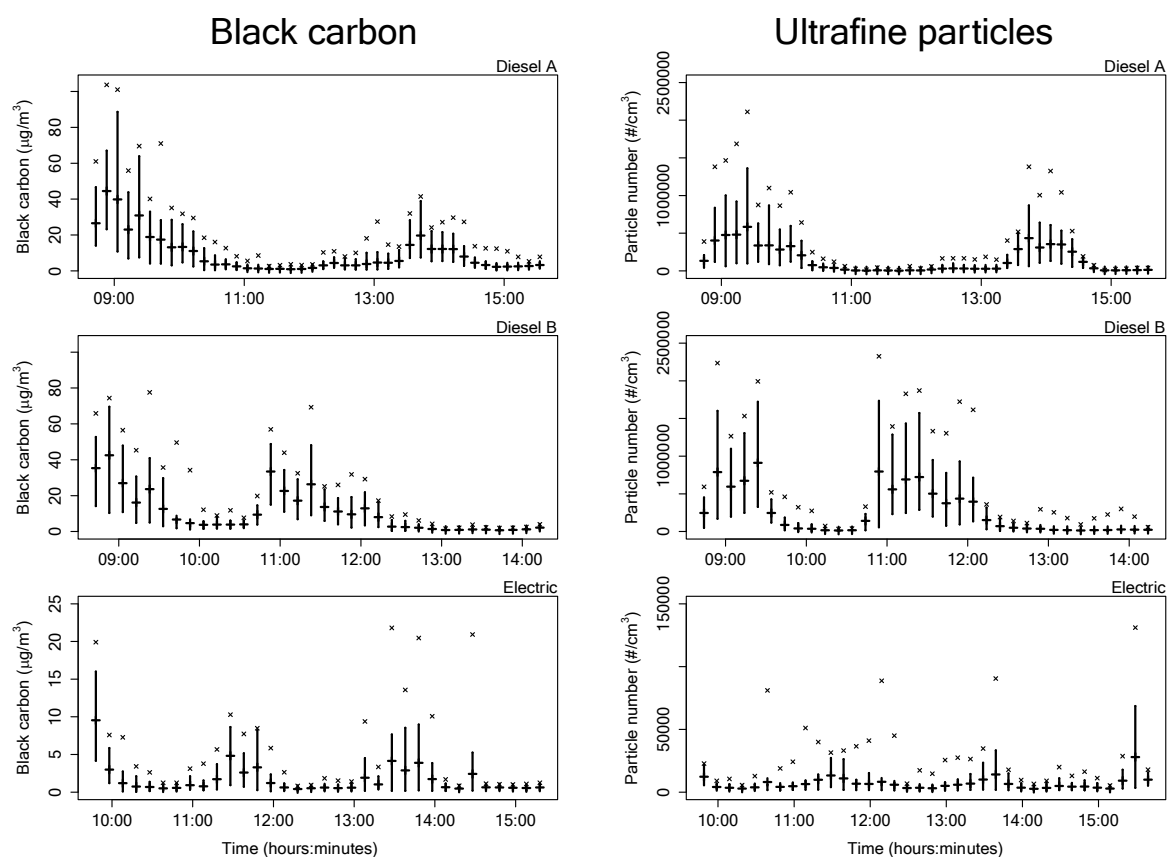 Black carbon
Ultrafine particles
Diesel A
Black carbon (μg/m³)
80
60
40
20
0
09:00 11:00 13:00 15:00
Diesel A
Particle number (#/cm³)
2500000
1000000
0
09:00 11:00 13:00 15:00
Diesel B
Black carbon (μg/m³)
80
60
40
20
0
09:00 10:00 11:00 12:00 13:00 14:00
Diesel B
Particle number (#/cm³)
2500000
1000000
0
09:00 10:00 11:00 12:00 13:00 14:00
Electric
Black carbon (μg/m³)
25
20
15
10
5
0
10:00 11:00 12:00 13:00 14:00 15:00
Time (hours:minutes)
Electric
Particle number (#/cm³)
150000
50000
0
10:00 11:00 12:00 13:00 14:00 15:00
Time (hours:minutes)